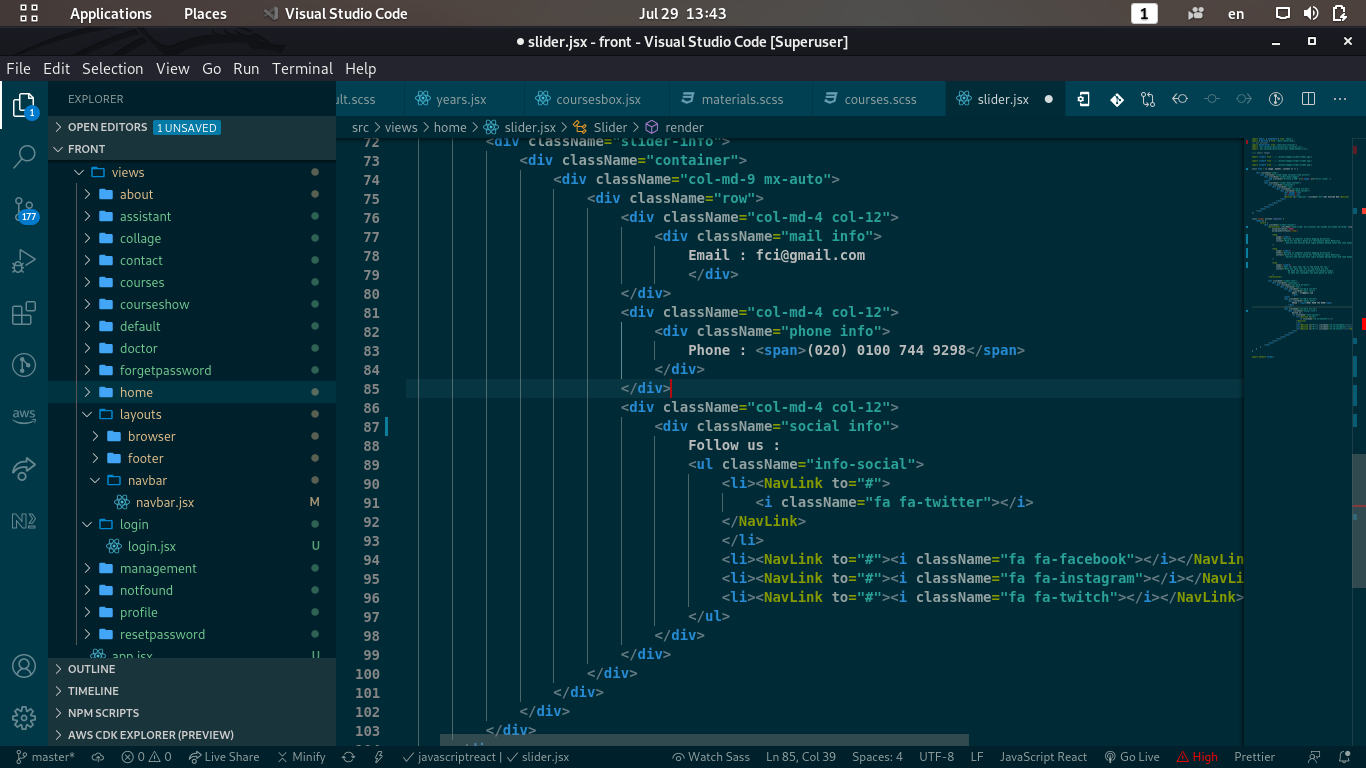 Applications Places Visual Studio Code Jul 29 13:43 1 en
● slider.jsx - front - Visual Studio Code [Superuser]
File Edit Selection View Go Run Terminal Help
EXPLORER
OPEN EDITORS 1 UNSAVED
FRONT
views
about
assistant
collage
contact
courses
courseshow
default
doctor
forgetpassword
home
layouts
browser
footer
navbar
navbar.jsx M
login
login.jsx U
management
notfound
profile
resetpassword
app.jsx U
OUTLINE
TIMELINE
NPM SCRIPTS
AWS CDK EXPLORER (PREVIEW)
1
177
aws
ult.scss years.jsx coursesbox.jsx materials.scss courses.scss slider.jsx
src > views > home > slider.jsx > Slider > render
72 <div className="slider-info">
73 <div className="container">
74 <div className="col-md-9 mx-auto">
75 <div className="row">
76 <div className="col-md-4 col-12">
77 <div className="mail info">
78 Email : fci@gmail.com
79 </div>
80 </div>
81 <div className="col-md-4 col-12">
82 <div className="phone info">
83 Phone : <span>(020) 0100 744 9298</span>
84 </div>
85 </div>
86 <div className="col-md-4 col-12">
87 <div className="social info">
88 Follow us :
89 <ul className="info-social">
90 <li><NavLink to="#">
91 <i className="fa fa-twitter"></i>
92 </NavLink>
93 </li>
94 <li><NavLink to="#"><i className="fa fa-facebook"></i></NavLin
95 <li><NavLink to="#"><i className="fa fa-instagram"></i></NavLi
96 <li><NavLink to="#"><i className="fa fa-twitch"></i></NavLink>
97 </ul>
98 </div>
99 </div>
100 </div>
101 </div>
102 </div>
103 </div>
master* 0 0 Live Share Minify javascriptreact | slider.jsx Watch Sass Ln 85, Col 39 Spaces: 4 UTF-8 LF JavaScript React Go Live High Prettier